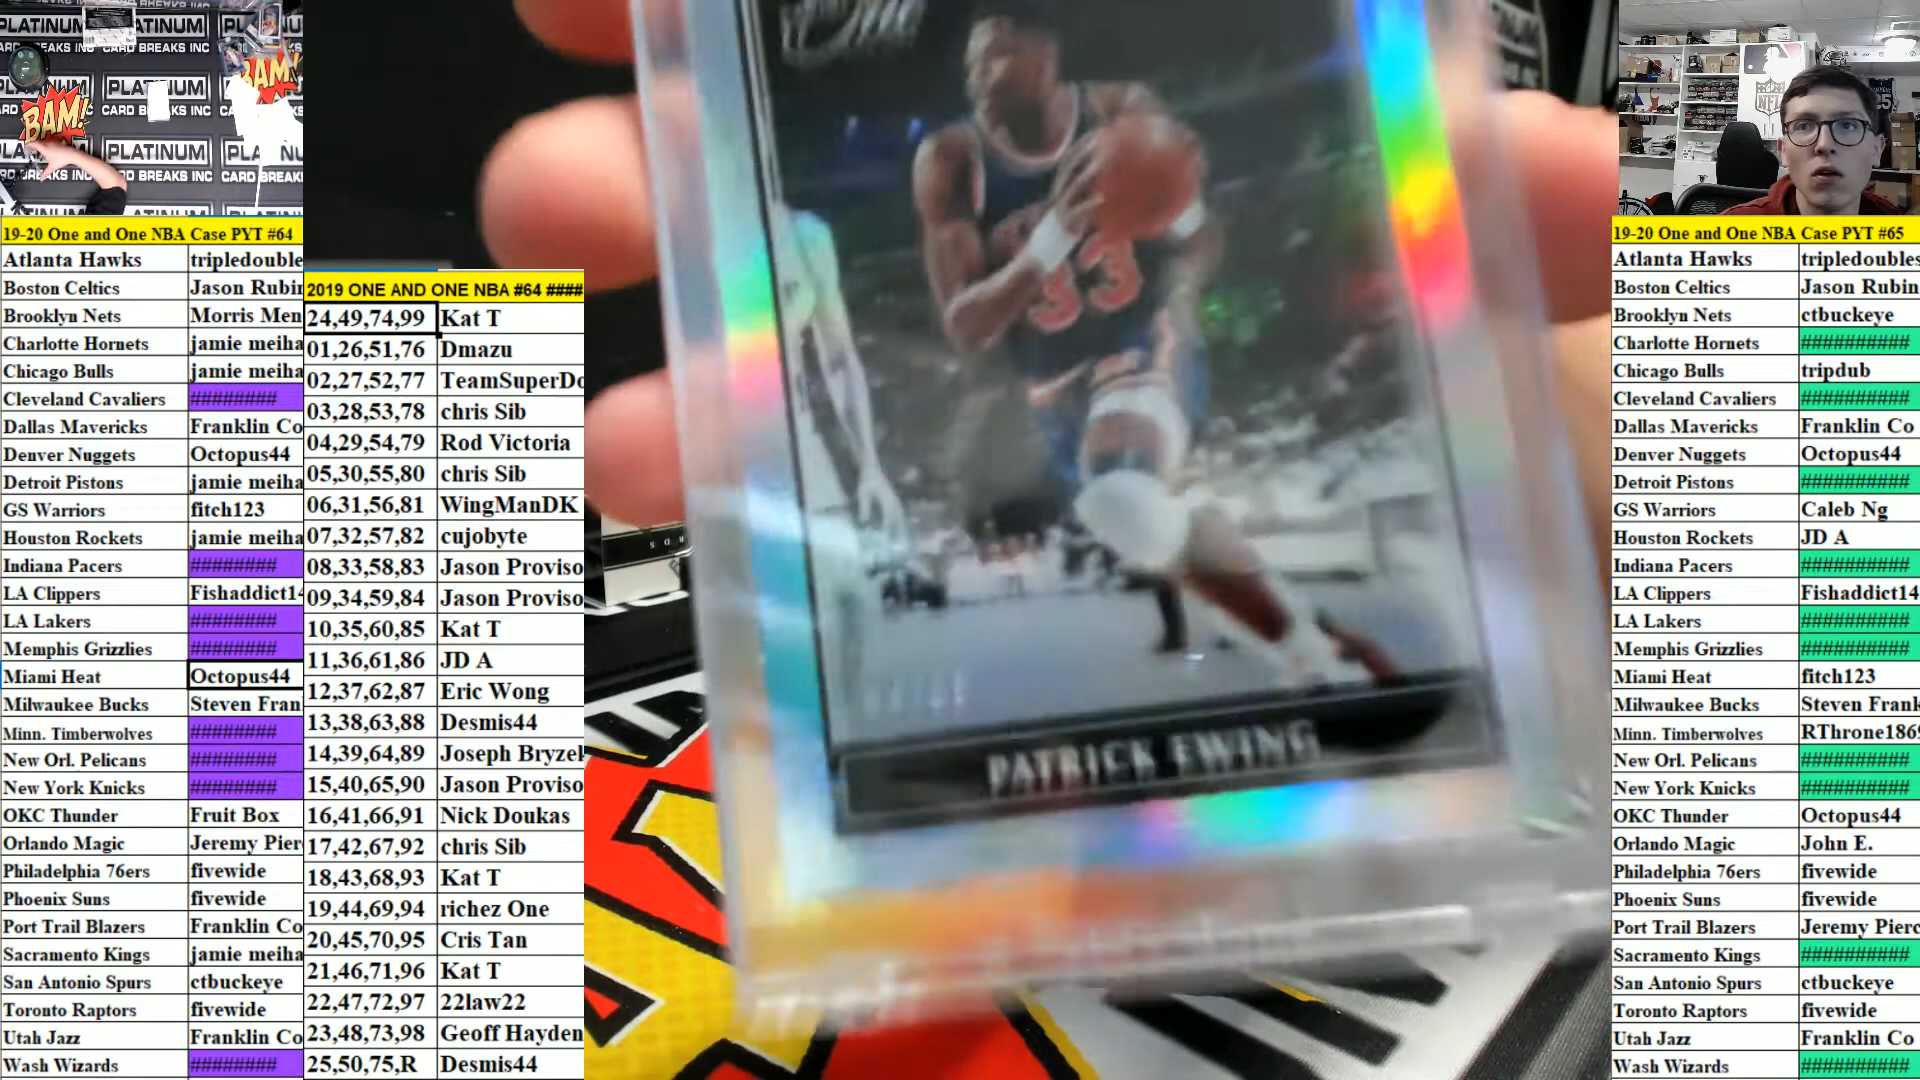 PLATINUM
CARD BREAKS INC
BAM!
19-20 One and One NBA Case PYT #64
Atlanta Hawks tripledouble
Boston Celtics Jason Rubin
Brooklyn Nets Morris Men
Charlotte Hornets jamie meiha
Chicago Bulls jamie meiha
Cleveland Cavaliers ########
Dallas Mavericks Franklin Co
Denver Nuggets Octopus44
Detroit Pistons jamie meiha
GS Warriors fitch123
Houston Rockets jamie meiha
Indiana Pacers ########
LA Clippers Fishaddict14
LA Lakers ########
Memphis Grizzlies ########
Miami Heat Octopus44
Milwaukee Bucks Steven Fran
Minn. Timberwolves ########
New Orl. Pelicans ########
New York Knicks ########
OKC Thunder Fruit Box
Orlando Magic Jeremy Pier
Philadelphia 76ers fivewide
Phoenix Suns fivewide
Port Trail Blazers Franklin Co
Sacramento Kings jamie meiha
San Antonio Spurs ctbuckeye
Toronto Raptors fivewide
Utah Jazz Franklin Co
Wash Wizards ########
2019 ONE AND ONE NBA #64 ####
24,49,74,99 Kat T
01,26,51,76 Dmazu
02,27,52,77 TeamSuperDo
03,28,53,78 chris Sib
04,29,54,79 Rod Victoria
05,30,55,80 chris Sib
06,31,56,81 WingManDK
07,32,57,82 cujobyte
08,33,58,83 Jason Proviso
09,34,59,84 Jason Proviso
10,35,60,85 Kat T
11,36,61,86 JD A
12,37,62,87 Eric Wong
13,38,63,88 Desmis44
14,39,64,89 Joseph Bryzek
15,40,65,90 Jason Proviso
16,41,66,91 Nick Doukas
17,42,67,92 chris Sib
18,43,68,93 Kat T
19,44,69,94 richez One
20,45,70,95 Cris Tan
21,46,71,96 Kat T
22,47,72,97 22law22
23,48,73,98 Geoff Hayden
25,50,75,R Desmis44
33
PATRICK EWING
NFL
19-20 One and One NBA Case PYT #65
Atlanta Hawks tripledoubles
Boston Celtics Jason Rubin
Brooklyn Nets ctbuckeye
Charlotte Hornets ##########
Chicago Bulls tripdub
Cleveland Cavaliers ##########
Dallas Mavericks Franklin Co
Denver Nuggets Octopus44
Detroit Pistons ##########
GS Warriors Caleb Ng
Houston Rockets JD A
Indiana Pacers ##########
LA Clippers Fishaddict14
LA Lakers ##########
Memphis Grizzlies ##########
Miami Heat fitch123
Milwaukee Bucks Steven Frank
Minn. Timberwolves RThrone1869
New Orl. Pelicans ##########
New York Knicks ##########
OKC Thunder Octopus44
Orlando Magic John E.
Philadelphia 76ers fivewide
Phoenix Suns fivewide
Port Trail Blazers Jeremy Pierc
Sacramento Kings ##########
San Antonio Spurs ctbuckeye
Toronto Raptors fivewide
Utah Jazz Franklin Co
Wash Wizards ##########